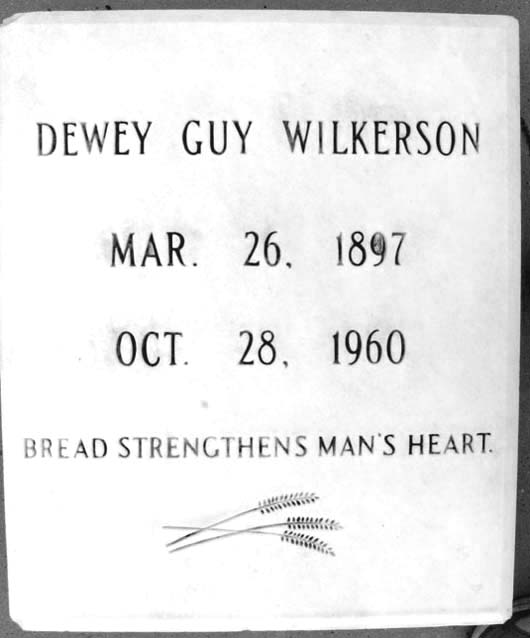 DEWEY GUY WILKERSON
MAR. 26, 1897
OCT. 28, 1960
BREAD STRENGTHENS MAN'S HEART.